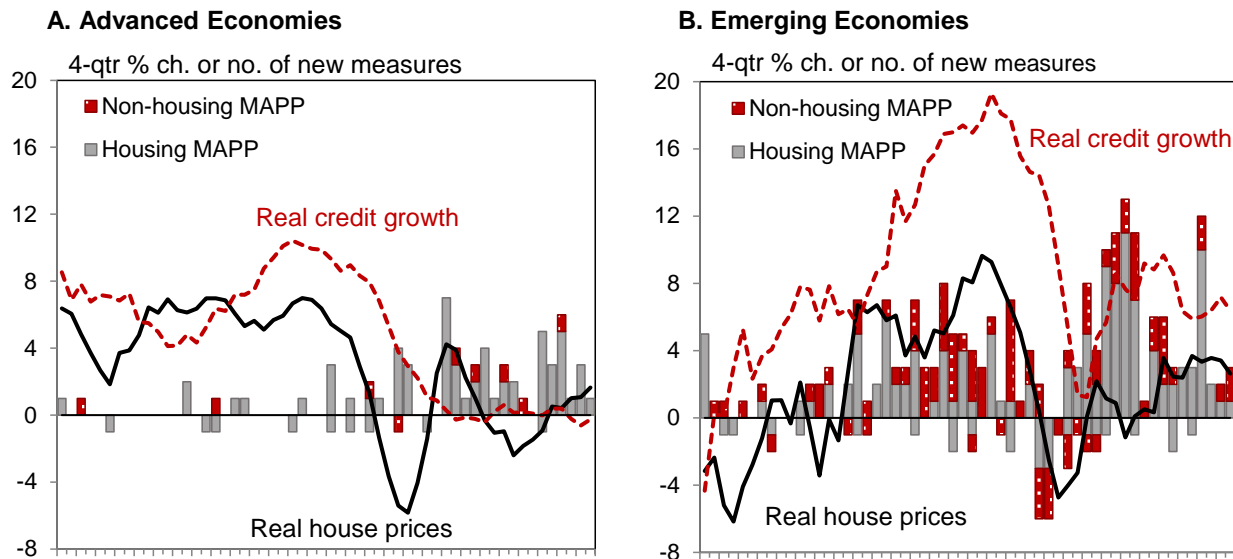 A. Advanced Economies
4-qtr % ch. or no. of new measures
20
16
12
8
4
0
-4
-8
Non-housing MAPP
Housing MAPP
Real credit growth
Real house prices
B. Emerging Economies
4-qtr % ch. or no. of new measures
20
16
12
8
4
0
-4
-8
Non-housing MAPP
Housing MAPP
Real credit growth
Real house prices